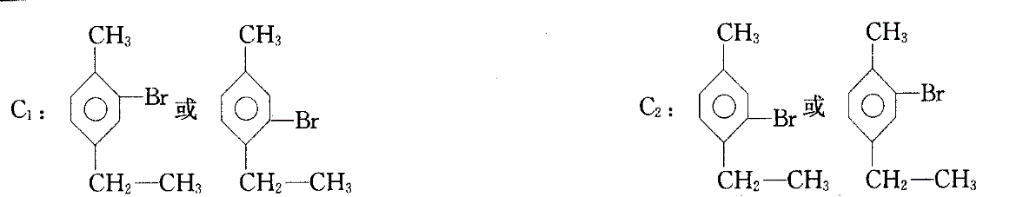 CH₃ CH₃ CH₃ CH₃
C₁： Br 或 Br C₂： Br 或 Br
CH₂—CH₃ CH₂—CH₃ CH₂—CH₃ CH₂—CH₃